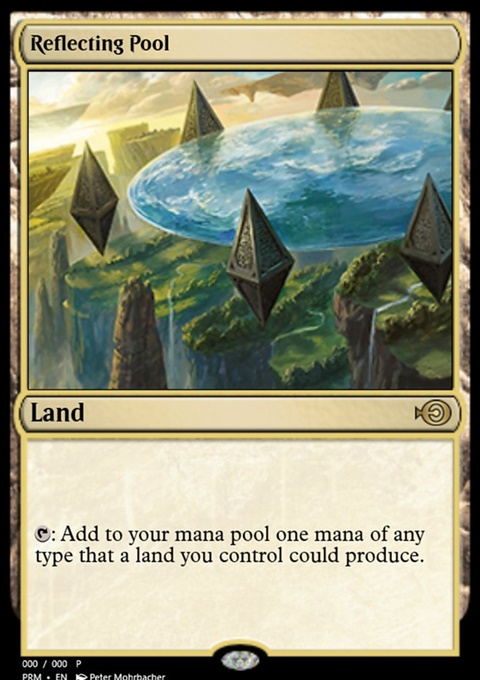 Reflecting Pool
Land
: Add to your mana pool one mana of any
type that a land you control could produce.
000 / 000 P
PRM • EN Peter Mohrbacher